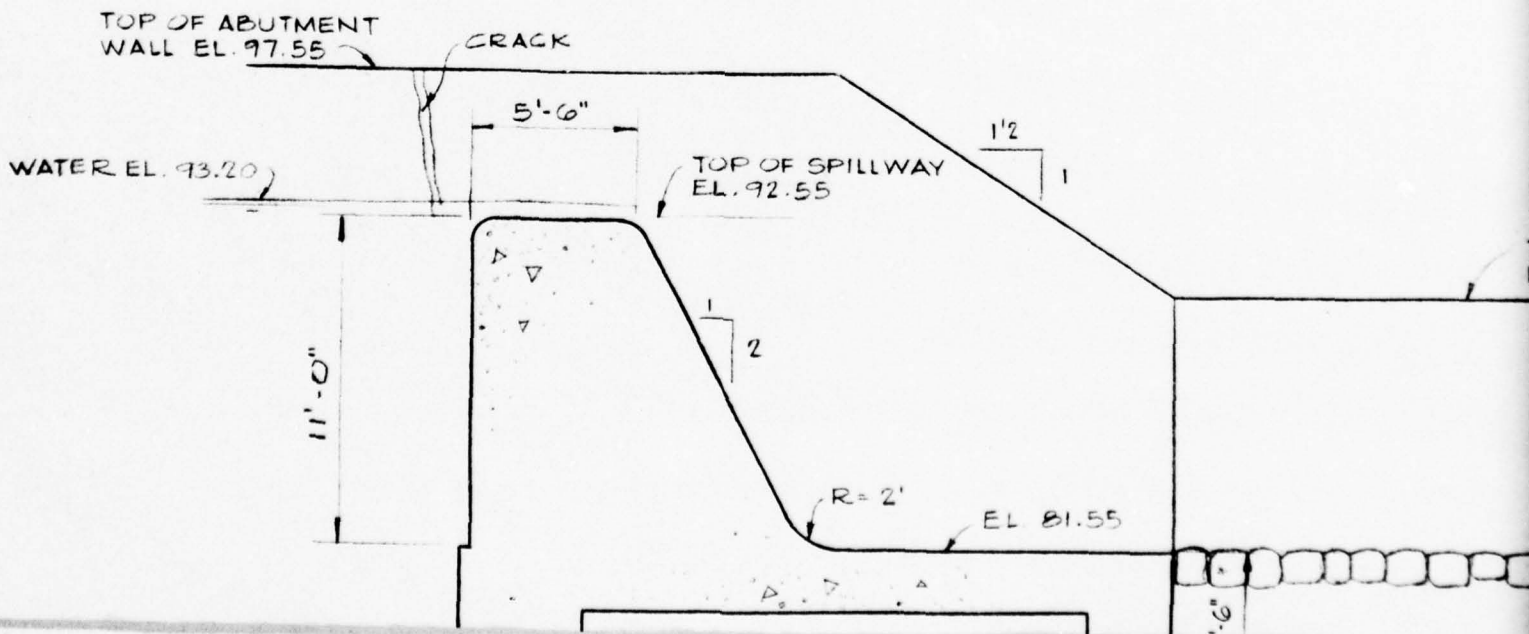 TOP OF ABUTMENT
WALL EL. 97.55
CRACK
5'-6"
1'2
1
WATER EL. 93.20
TOP OF SPILLWAY
EL. 92.55
11'-0"
1
2
R = 2'
EL 81.55
'-6"